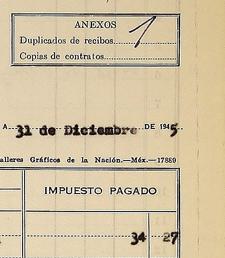 ANEXOS
Duplicados de recibos 1
Copias de contratos
A 31 de Diciembre DE 1945
alleres Gráficos de la Nación.—Méx.—17889
IMPUESTO PAGADO
34 27